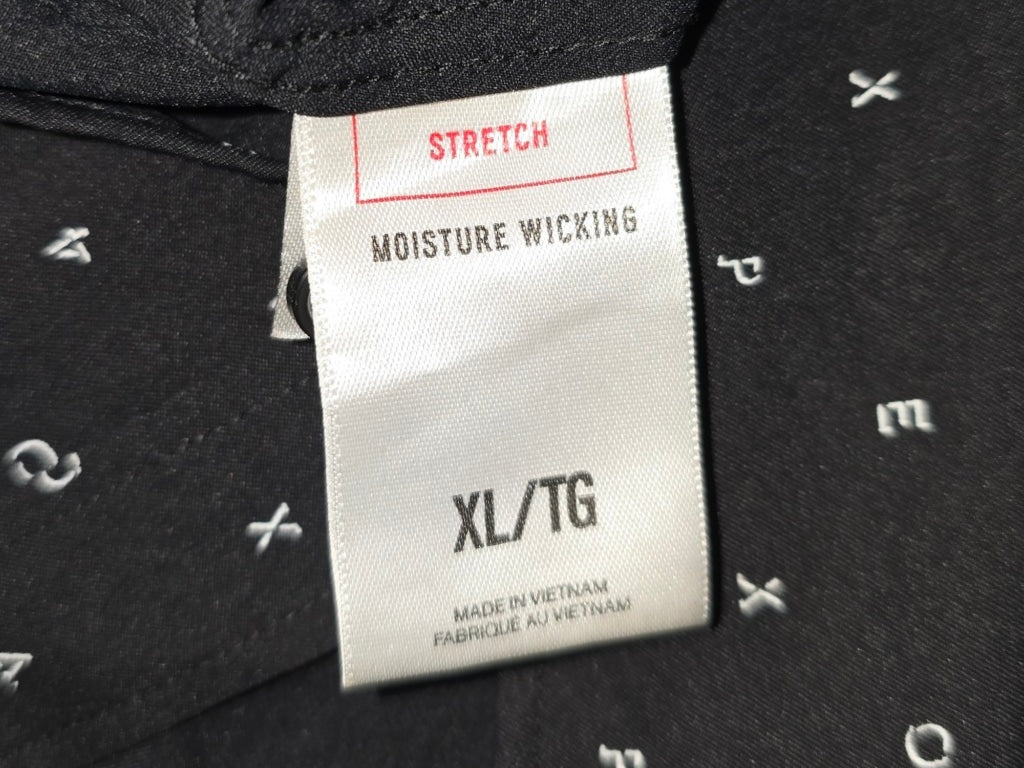 STRETCH
MOISTURE WICKING
XL/TG
MADE IN VIETNAM
FABRIQUÉ AU VIETNAM
X
P
E
X
X
O